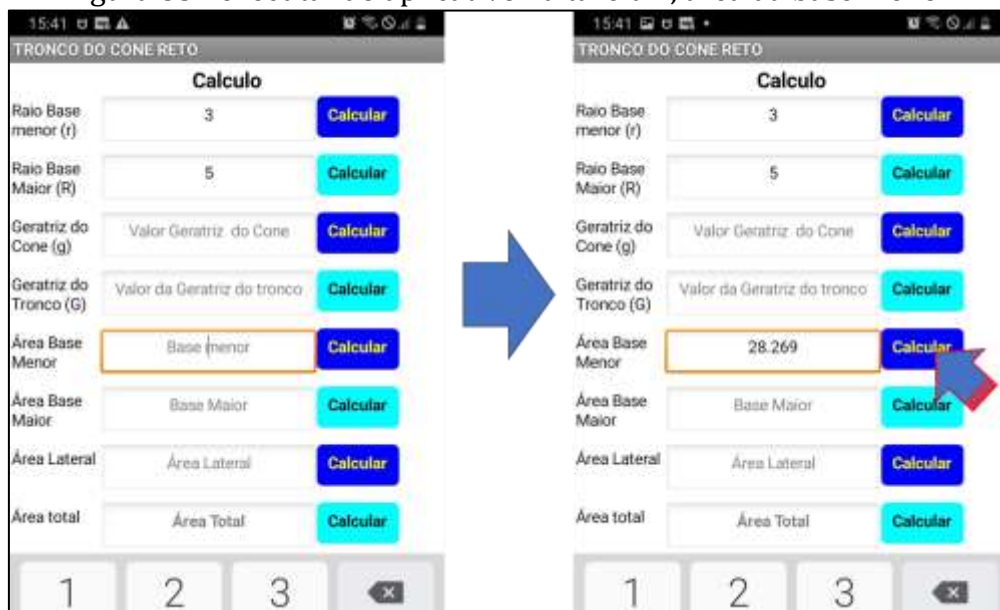 15:41
TRONCO DO CONE RETO
Calculo
Raio Base
menor (r)
3
Calcular
Raio Base
Maior (R)
5
Calcular
Geratriz do
Cone (g)
Valor Geratriz do Cone
Calcular
Geratriz do
Tronco (G)
Valor da Geratriz do tronco
Calcular
Área Base
Menor
Base menor
Calcular
Área Base
Maior
Base Maior
Calcular
Área Lateral
Área Lateral
Calcular
Área total
Área Total
Calcular
1 2 3
15:41
TRONCO DO CONE RETO
Calculo
Raio Base
menor (r)
3
Calcular
Raio Base
Maior (R)
5
Calcular
Geratriz do
Cone (g)
Valor Geratriz do Cone
Calcular
Geratriz do
Tronco (G)
Valor da Geratriz do tronco
Calcular
Área Base
Menor
28.269
Calcular
Área Base
Maior
Base Maior
Calcular
Área Lateral
Área Lateral
Calcular
Área total
Área Total
Calcular
1 2 3